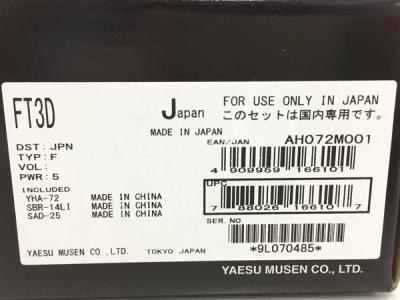 FT3D
Japan
FOR USE ONLY IN JAPAN
このセットは国内専用です。
MADE IN JAPAN
EAN/JAN
AH072M001
DST: JPN
TYP: F
VOL:
PWR: 5
4 909959 166101
UPC
7 88026 16610 7
INCLUDED
YHA-72 MADE IN CHINA
SBR-14LI MADE IN CHINA
SAD-25 MADE IN CHINA
SER.NO.
*9L070485*
YAESU MUSEN CO., LTD. TOKYO JAPAN
YAESU MUSEN CO., LTD.